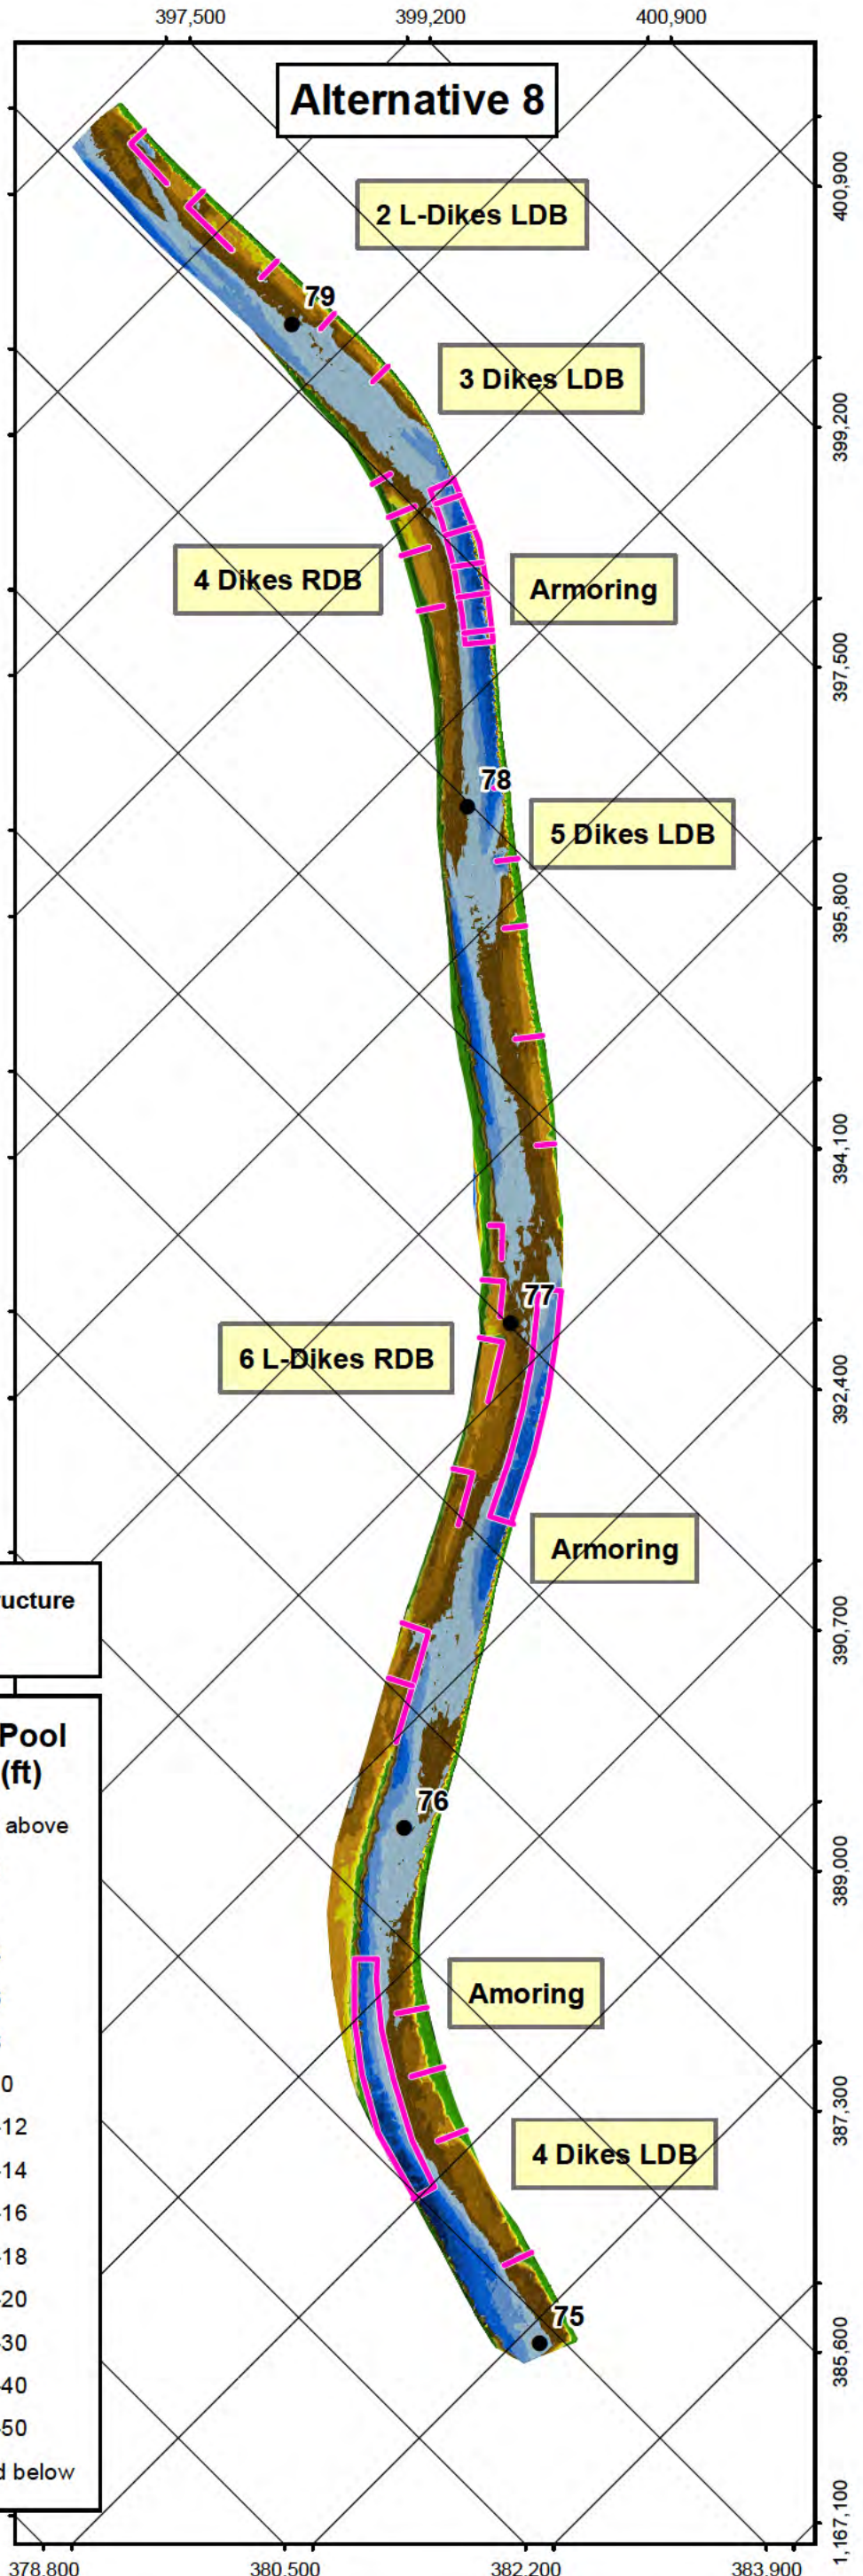 397,500
399,200
400,900
Alternative 8
400,900
2 L-Dikes LDB
79
3 Dikes LDB
399,200
4 Dikes RDB
Armoring
397,500
78
5 Dikes LDB
395,800
394,100
77
6 L-Dikes RDB
392,400
Armoring
ucture
390,700
Pool
(ft)
above
76
389,000
Amoring
0
-12
387,300
4 Dikes LDB
-14
-16
-18
-20
75
-30
385,600
-40
-50
d below
1,167,100
378,800
380,500
382,200
383,900